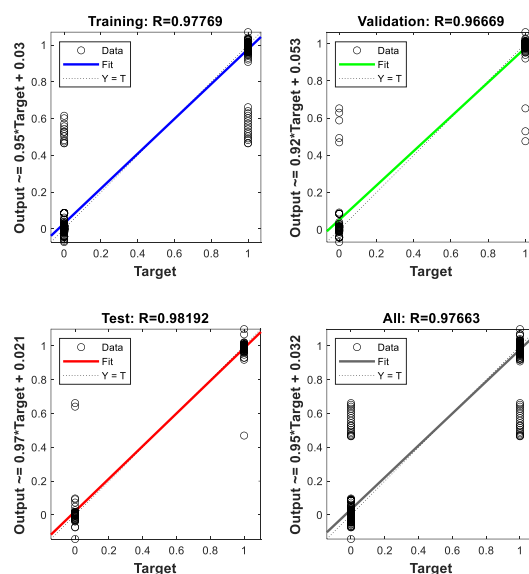 Training: R=0.97769
Output ~= 0.95*Target + 0.03
1
0.8
0.6
0.4
0.2
0
Data
Fit
Y = T
0 0.2 0.4 0.6 0.8 1
Target
Validation: R=0.96669
Output ~= 0.92*Target + 0.053
1
0.8
0.6
0.4
0.2
0
Data
Fit
Y = T
0 0.2 0.4 0.6 0.8 1
Target
Test: R=0.98192
Output ~= 0.97*Target + 0.021
1
0.8
0.6
0.4
0.2
0
Data
Fit
Y = T
0 0.2 0.4 0.6 0.8 1
Target
All: R=0.97663
Output ~= 0.95*Target + 0.032
1
0.8
0.6
0.4
0.2
0
Data
Fit
Y = T
0 0.2 0.4 0.6 0.8 1
Target